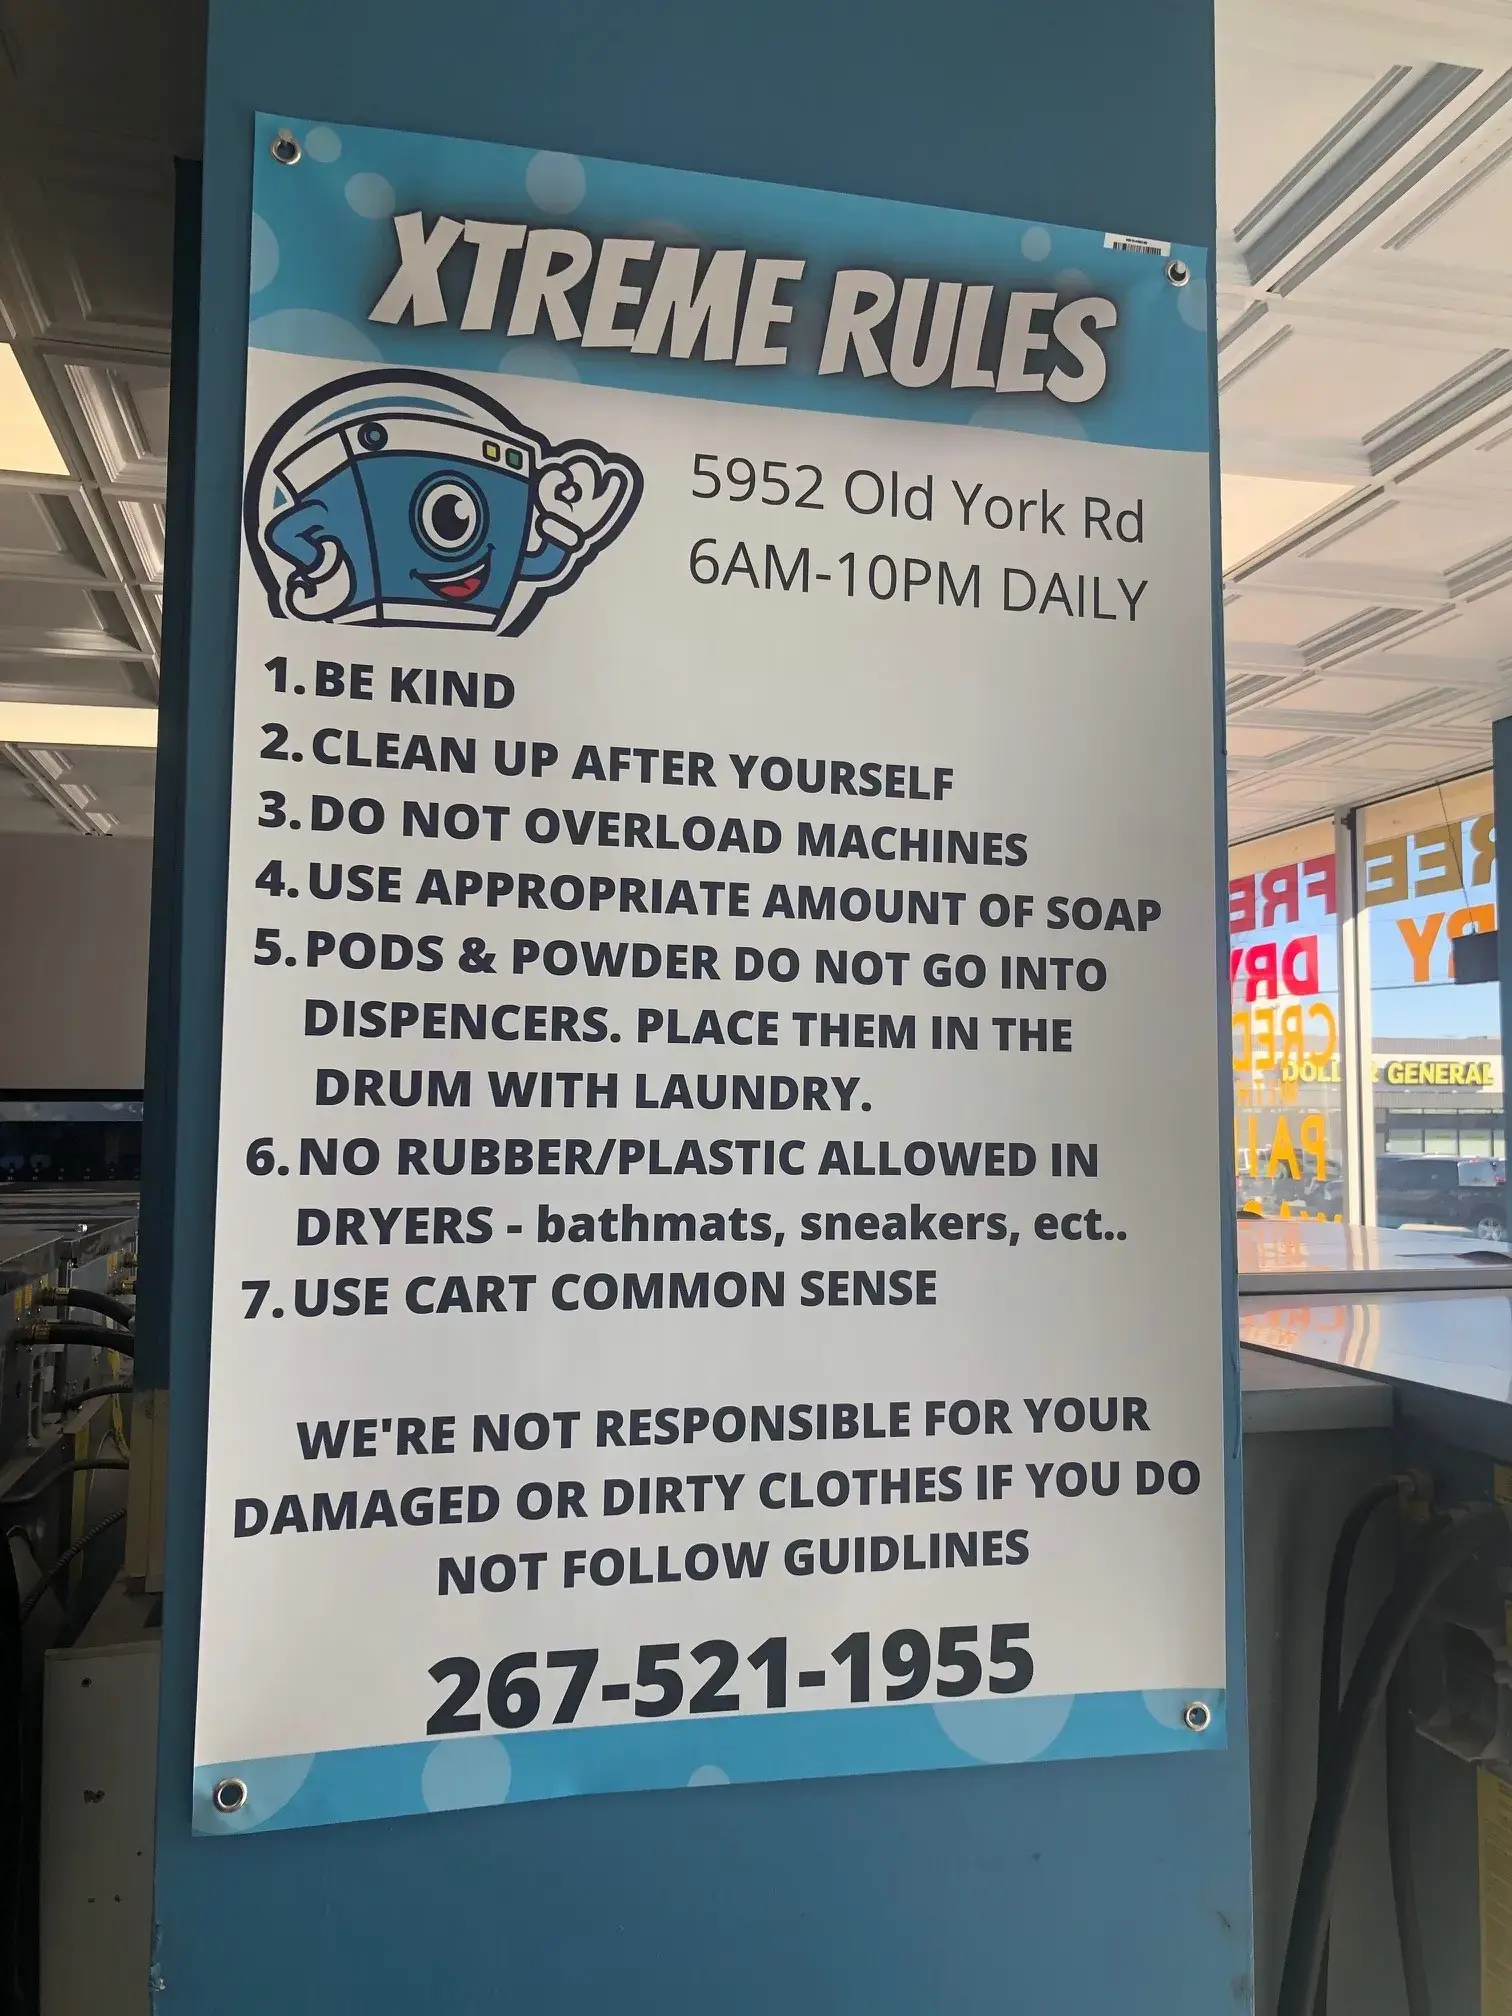 XTREME RULES
5952 Old York Rd
6AM-10PM DAILY
1. BE KIND
2. CLEAN UP AFTER YOURSELF
3. DO NOT OVERLOAD MACHINES
4. USE APPROPRIATE AMOUNT OF SOAP
5. PODS & POWDER DO NOT GO INTO
DISPENCERS. PLACE THEM IN THE
DRUM WITH LAUNDRY.
6. NO RUBBER/PLASTIC ALLOWED IN
DRYERS - bathmats, sneakers, ect..
7. USE CART COMMON SENSE
WE'RE NOT RESPONSIBLE FOR YOUR
DAMAGED OR DIRTY CLOTHES IF YOU DO
NOT FOLLOW GUIDLINES
267-521-1955
GENERAL